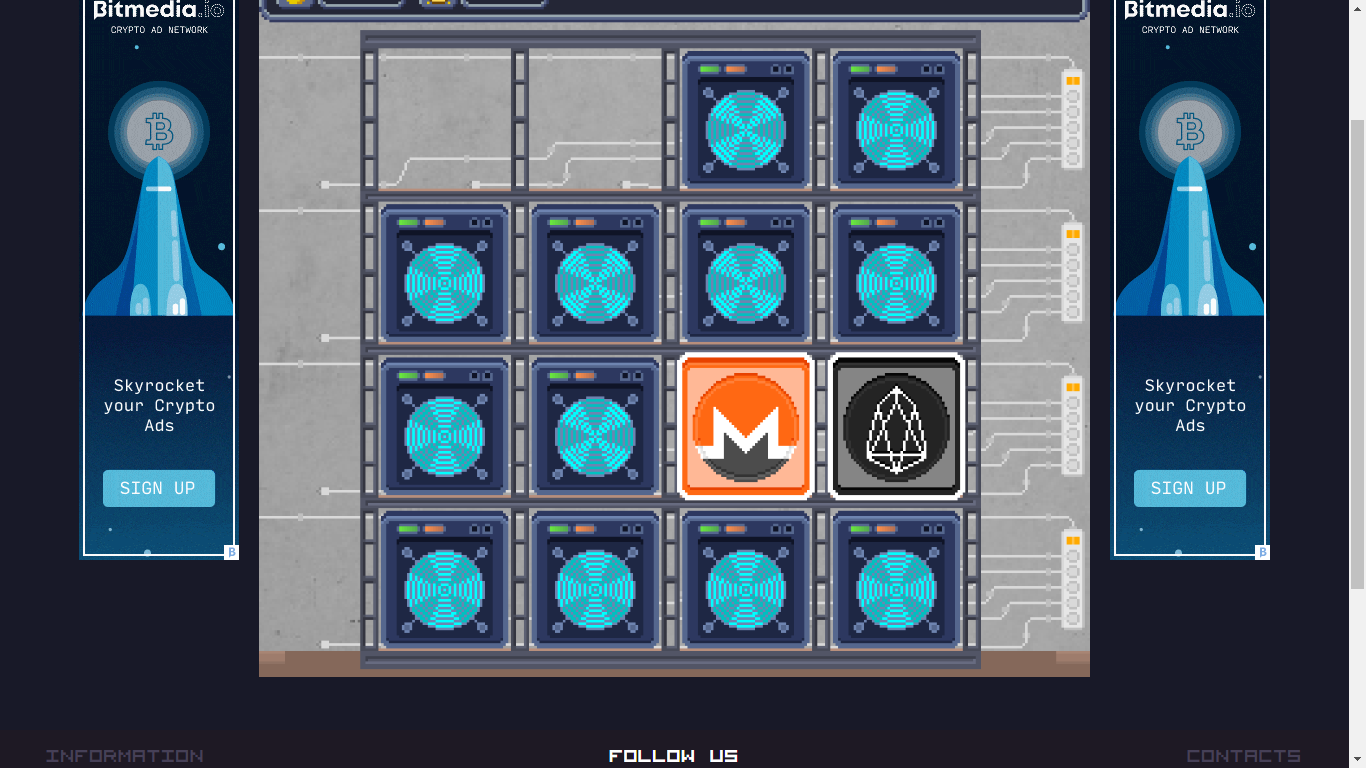 Bitmedia.io
CRYPTO AD NETWORK
Skyrocket
your Crypto
Ads
SIGN UP
Bitmedia.io
CRYPTO AD NETWORK
Skyrocket
your Crypto
Ads
SIGN UP
INFORMATION
FOLLOW US
CONTACTS